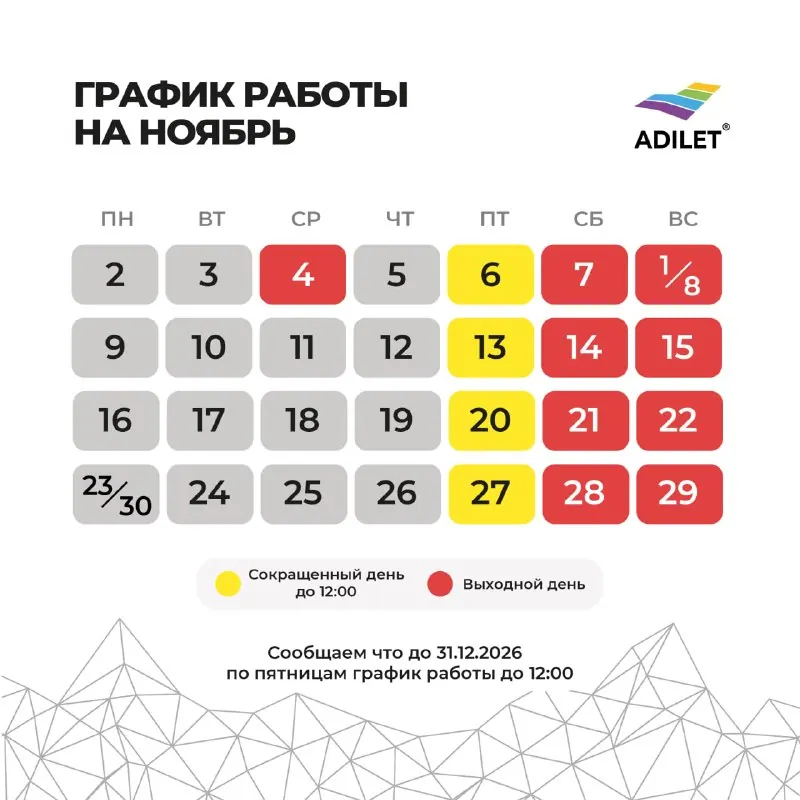 ГРАФИК РАБОТЫ
НА НОЯБРЬ
ADILET®
ПН ВТ СР ЧТ ПТ СБ ВС
2 3 4 5 6 7 1/8
9 10 11 12 13 14 15
16 17 18 19 20 21 22
23/30 24 25 26 27 28 29
Сокращенный день
до 12:00
Выходной день
Сообщаем что до 31.12.2026
по пятницам график работы до 12:00